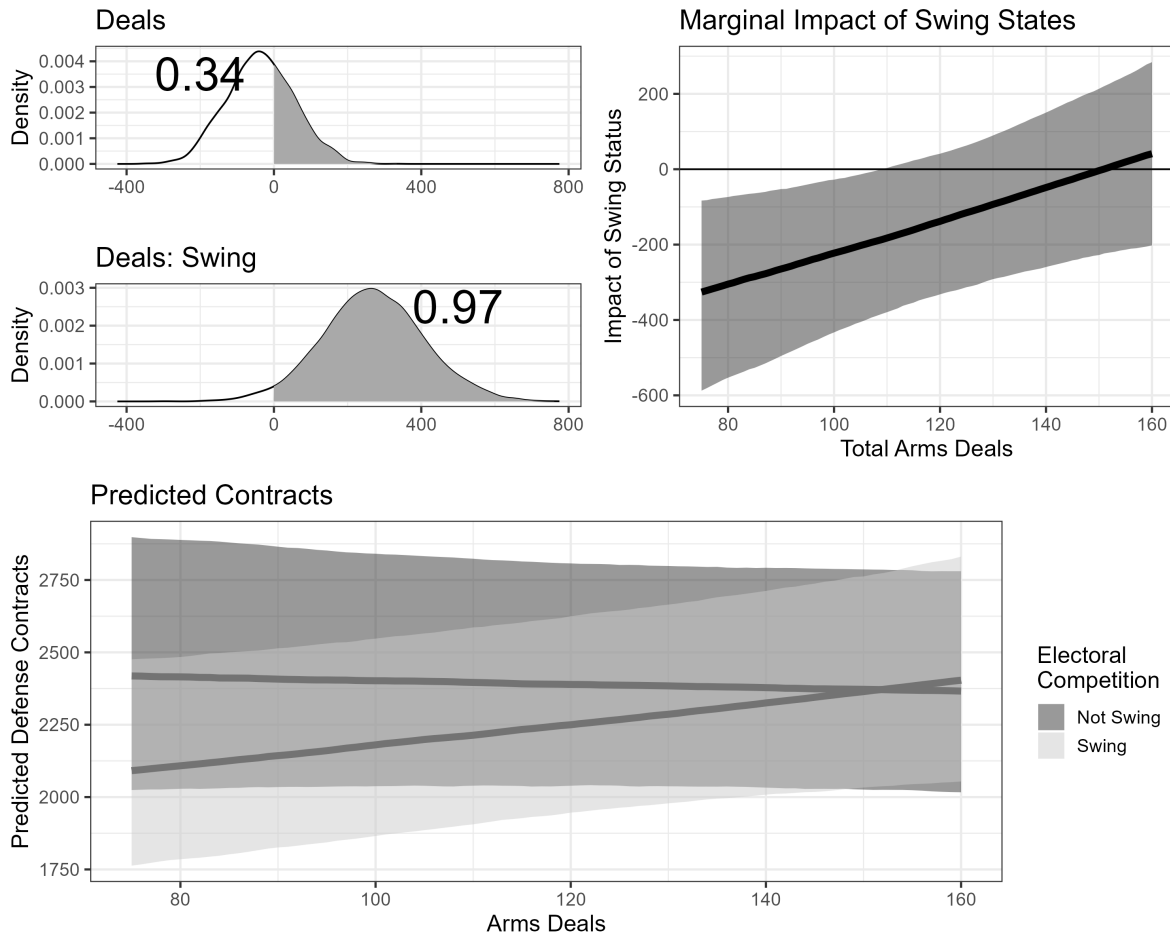 Deals
0.34
Density
0.004
0.003
0.002
0.001
0.000
-400 0 400 800
Deals: Swing
0.97
Density
0.003
0.002
0.001
0.000
-400 0 400 800
Marginal Impact of Swing States
Impact of Swing Status
200
0
-200
-400
-600
80 100 120 140 160
Total Arms Deals
Predicted Contracts
Predicted Defense Contracts
2750
2500
2250
2000
1750
80 100 120 140 160
Arms Deals
Electoral
Competition
Not Swing
Swing